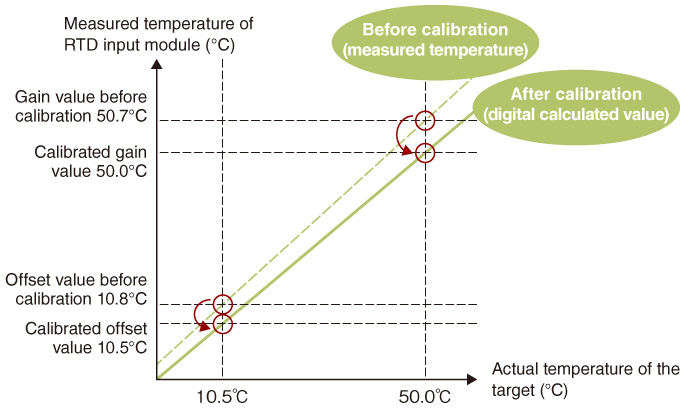 Measured temperature of
RTD input module (°C)
Before calibration
(measured temperature)
After calibration
(digital calculated value)
Gain value before
calibration 50.7°C
Calibrated gain
value 50.0°C
Offset value before
calibration 10.8°C
Calibrated offset
value 10.5°C
10.5℃
50.0℃
Actual temperature of the
target (°C)